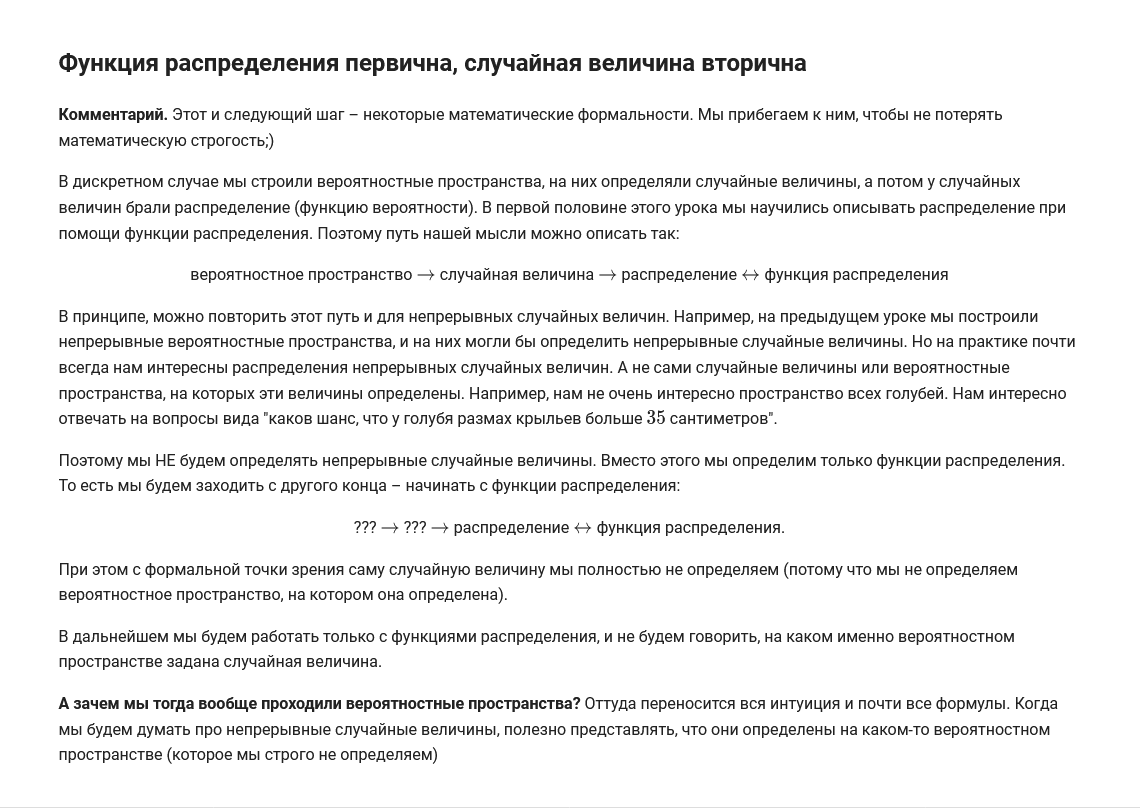 Функция распределения первична, случайная величина вторична
Комментарий. Этот и следующий шаг – некоторые математические формальности. Мы прибегаем к ним, чтобы не потерять
математическую строгость;)
В дискретном случае мы строили вероятностные пространства, на них определяли случайные величины, а потом у случайных
величин брали распределение (функцию вероятности). В первой половине этого урока мы научились описывать распределение при
помощи функции распределения. Поэтому путь нашей мысли можно описать так:
вероятностное пространство → случайная величина → распределение ↔ функция распределения
В принципе, можно повторить этот путь и для непрерывных случайных величин. Например, на предыдущем уроке мы построили
непрерывные вероятностные пространства, и на них могли бы определить непрерывные случайные величины. Но на практике почти
всегда нам интересны распределения непрерывных случайных величин. А не сами случайные величины или вероятностные
пространства, на которых эти величины определены. Например, нам не очень интересно пространство всех голубей. Нам интересно
отвечать на вопросы вида "каков шанс, что у голубя размах крыльев больше 35 сантиметров".
Поэтому мы НЕ будем определять непрерывные случайные величины. Вместо этого мы определим только функции распределения.
То есть мы будем заходить с другого конца – начинать с функции распределения:
??? → ??? → распределение ↔ функция распределения.
При этом с формальной точки зрения саму случайную величину мы полностью не определяем (потому что мы не определяем
вероятностное пространство, на котором она определена).
В дальнейшем мы будем работать только с функциями распределения, и не будем говорить, на каком именно вероятностном
пространстве задана случайная величина.
А зачем мы тогда вообще проходили вероятностные пространства? Оттуда переносится вся интуиция и почти все формулы. Когда
мы будем думать про непрерывные случайные величины, полезно представлять, что они определены на каком-то вероятностном
пространстве (которое мы строго не определяем)